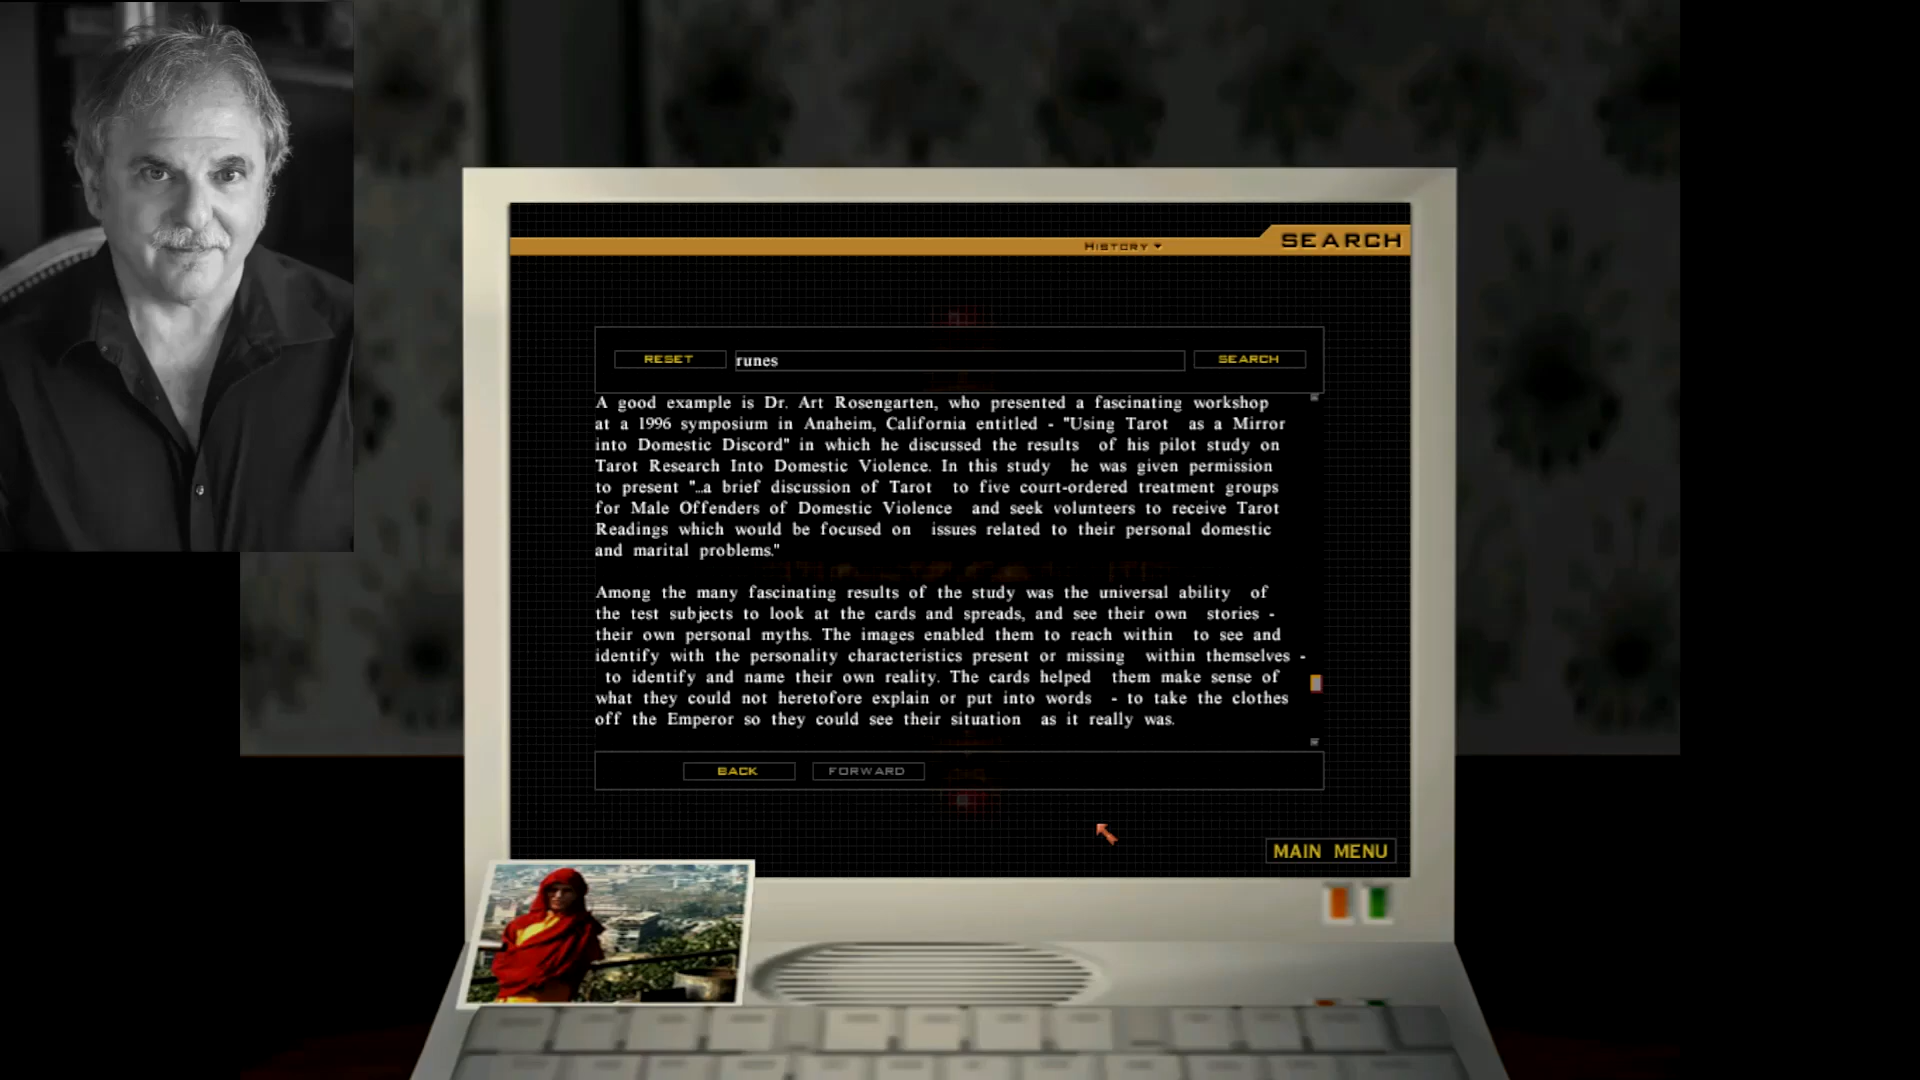 HISTORY
SEARCH
RESET
runes
SEARCH
A good example is Dr. Art Rosengarten, who presented a fascinating workshop
at a 1996 symposium in Anaheim, California entitled - "Using Tarot as a Mirror
into Domestic Discord" in which he discussed the results of his pilot study on
Tarot Research Into Domestic Violence. In this study he was given permission
to present "...a brief discussion of Tarot to five court-ordered treatment groups
for Male Offenders of Domestic Violence and seek volunteers to receive Tarot
Readings which would be focused on issues related to their personal domestic
and marital problems."
Among the many fascinating results of the study was the universal ability of
the test subjects to look at the cards and spreads, and see their own stories -
their own personal myths. The images enabled them to reach within to see and
identify with the personality characteristics present or missing within themselves -
to identify and name their own reality. The cards helped them make sense of
what they could not heretofore explain or put into words - to take the clothes
off the Emperor so they could see their situation as it really was.
BACK
FORWARD
MAIN MENU